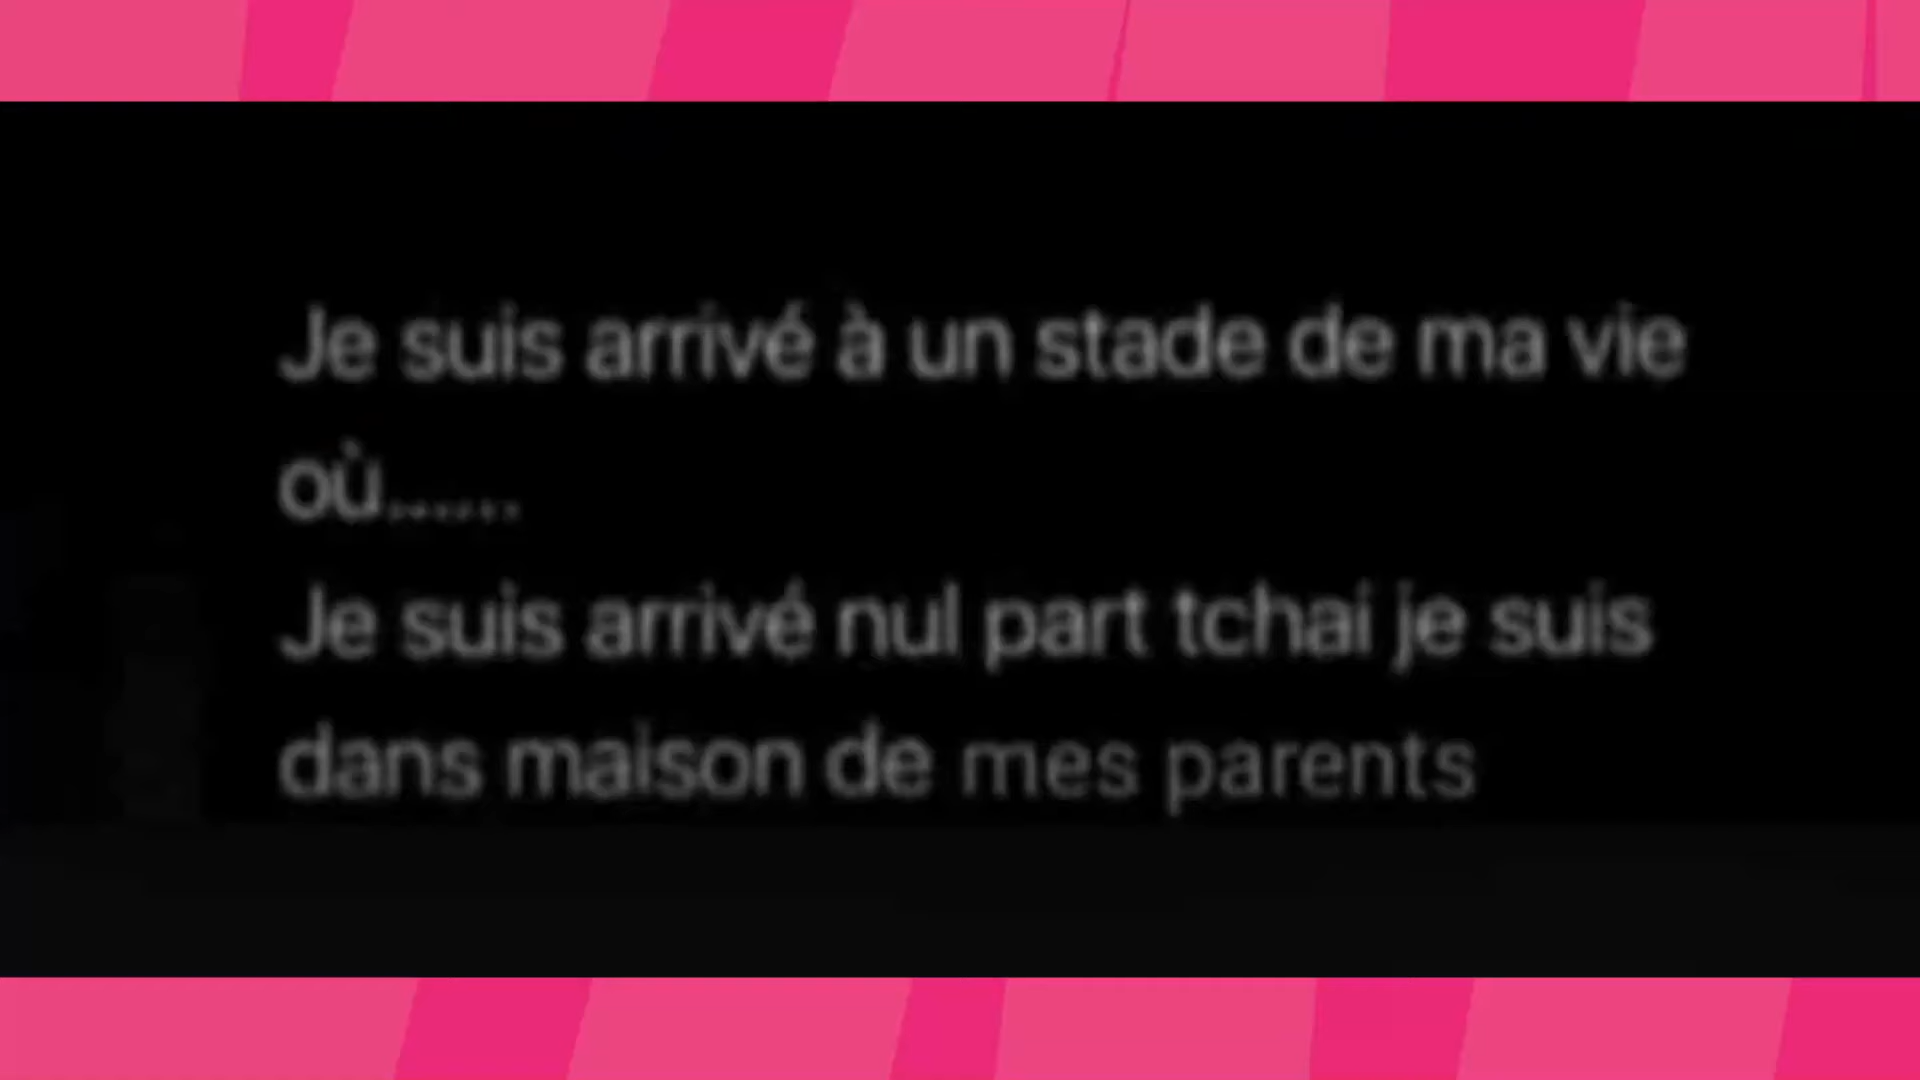 Je suis arrivé à un stade de ma vie
où......
Je suis arrivé nul part tchai je suis
dans maison de mes parents